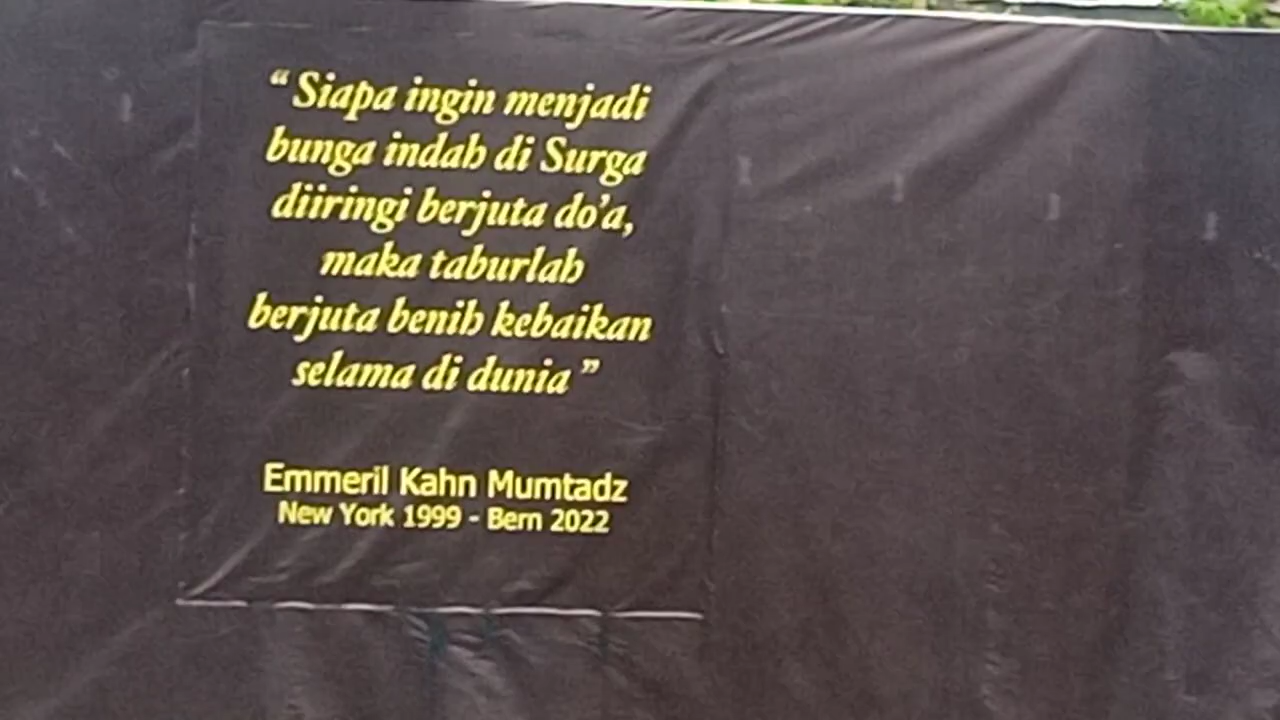 “ Siapa ingin menjadi
bunga indah di Surga
diiringi berjuta do’a,
maka taburlah
berjuta benih kebaikan
selama di dunia ”
Emmeril Kahn Mumtadz
New York 1999 - Bern 2022